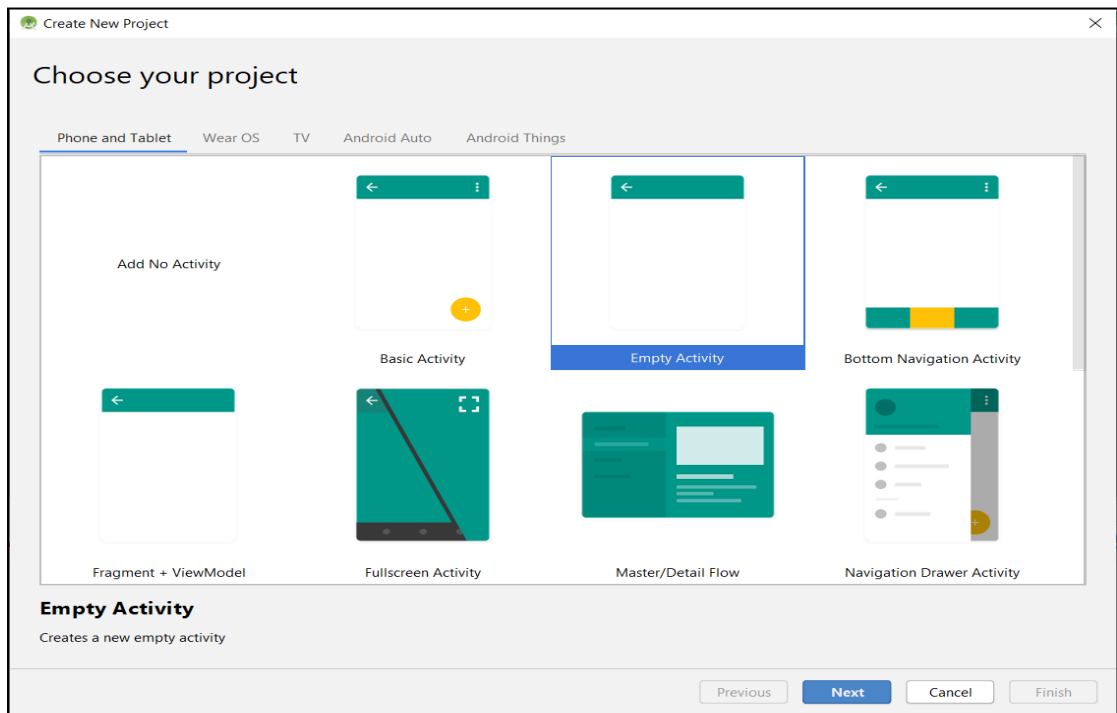 Create New Project
Choose your project
Phone and Tablet Wear OS TV Android Auto Android Things
Add No Activity
Basic Activity
Empty Activity
Bottom Navigation Activity
Fragment + ViewModel
Fullscreen Activity
Master/Detail Flow
Navigation Drawer Activity
Empty Activity
Creates a new empty activity
Previous Next Cancel Finish